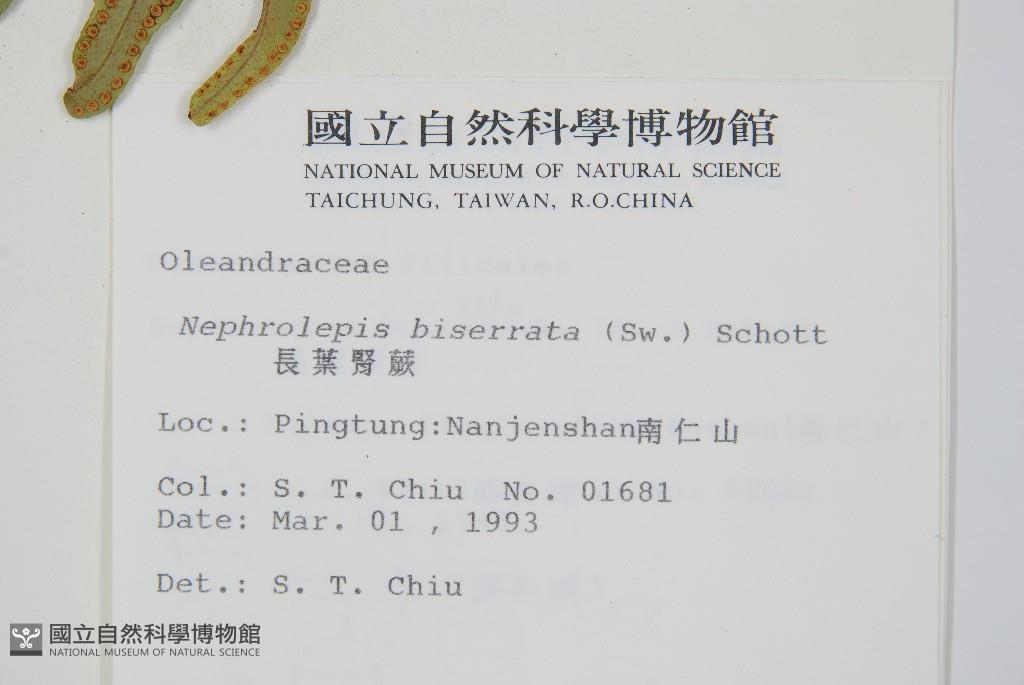 國立自然科學博物館
NATIONAL MUSEUM OF NATURAL SCIENCE
TAICHUNG, TAIWAN, R.O.CHINA
Oleandraceae
Nephrolepis biserrata (Sw.) Schott
長葉腎蕨
Loc.: Pingtung:Nanjenshan南仁山
Col.: S. T. Chiu No. 01681
Date: Mar. 01 , 1993
Det.: S. T. Chiu
國立自然科學博物館
NATIONAL MUSEUM OF NATURAL SCIENCE